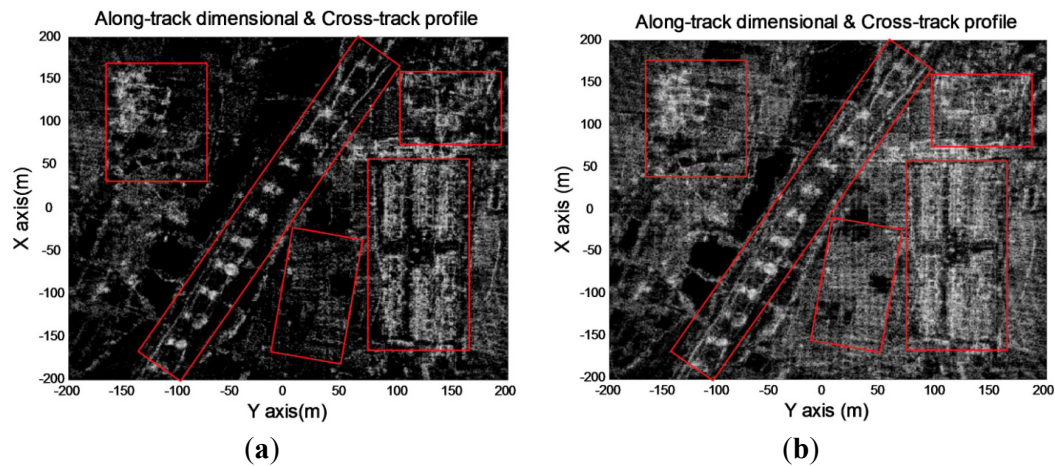 Along-track dimensional & Cross-track profile
200
150
100
50
0
-50
-100
-150
-200
X axis(m)
-200 -150 -100 -50 0 50 100 150 200
Y axis(m)
(a)
Along-track dimensional & Cross-track profile
200
150
100
50
0
-50
-100
-150
-200
X axis (m)
-200 -150 -100 -50 0 50 100 150 200
Y axis (m)
(b)